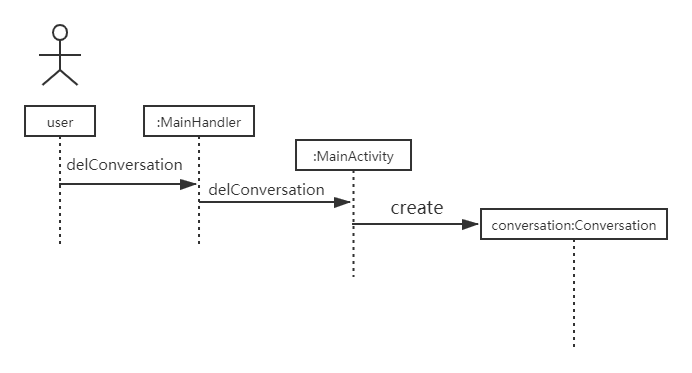 user
:MainHandler
:MainActivity
delConversation
delConversation
create
conversation:Conversation